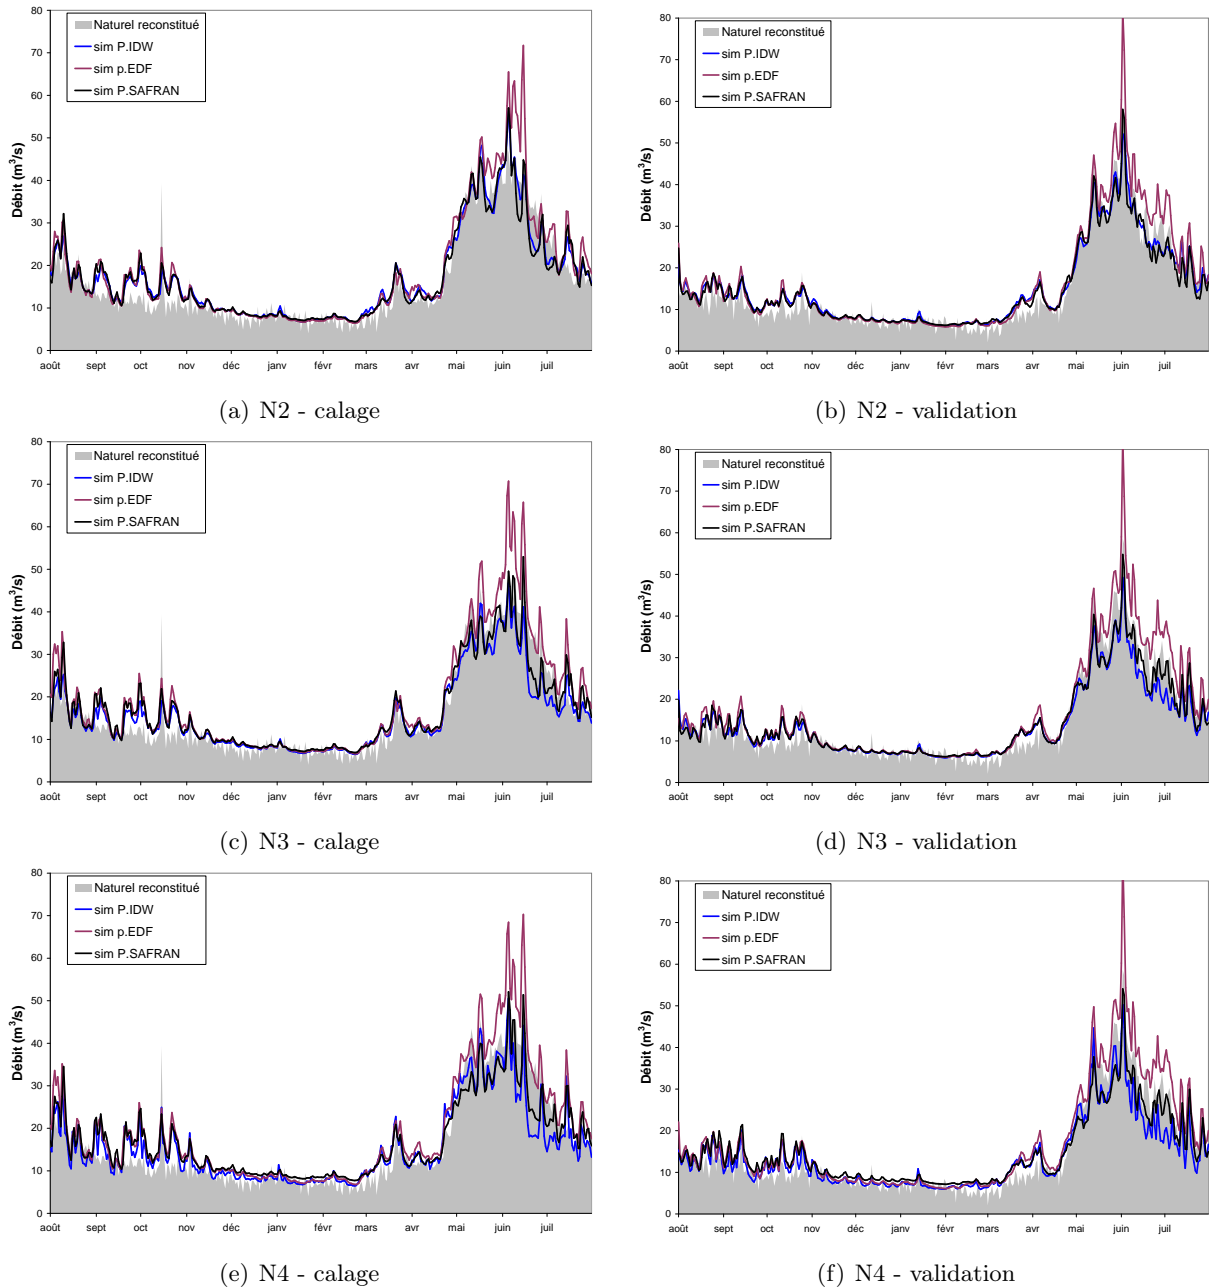 Débit (m³/s)
80
70
60
50
40
30
20
10
0
Naturel reconstitué
sim P.IDW
sim p.EDF
sim P.SAFRAN
août sept oct nov déc janv févr mars avr mai juin juil
(a) N2 - calage
Débit (m³/s)
80
70
60
50
40
30
20
10
0
Naturel reconstitué
sim P.IDW
sim p.EDF
sim P.SAFRAN
août sept oct nov déc janv févr mars avr mai juin juil
(b) N2 - validation
Débit (m³/s)
80
70
60
50
40
30
20
10
0
Naturel reconstitué
sim P.IDW
sim p.EDF
sim P.SAFRAN
août sept oct nov déc janv févr mars avr mai juin juil
(c) N3 - calage
Débit (m³/s)
80
70
60
50
40
30
20
10
0
Naturel reconstitué
sim P.IDW
sim p.EDF
sim P.SAFRAN
août sept oct nov déc janv févr mars avr mai juin juil
(d) N3 - validation
Débit (m³/s)
80
70
60
50
40
30
20
10
0
Naturel reconstitué
sim P.IDW
sim p.EDF
sim P.SAFRAN
août sept oct nov déc janv févr mars avr mai juin juil
(e) N4 - calage
Débit (m³/s)
80
70
60
50
40
30
20
10
0
Naturel reconstitué
sim P.IDW
sim p.EDF
sim P.SAFRAN
août sept oct nov déc janv févr mars avr mai juin juil
(f) N4 - validation